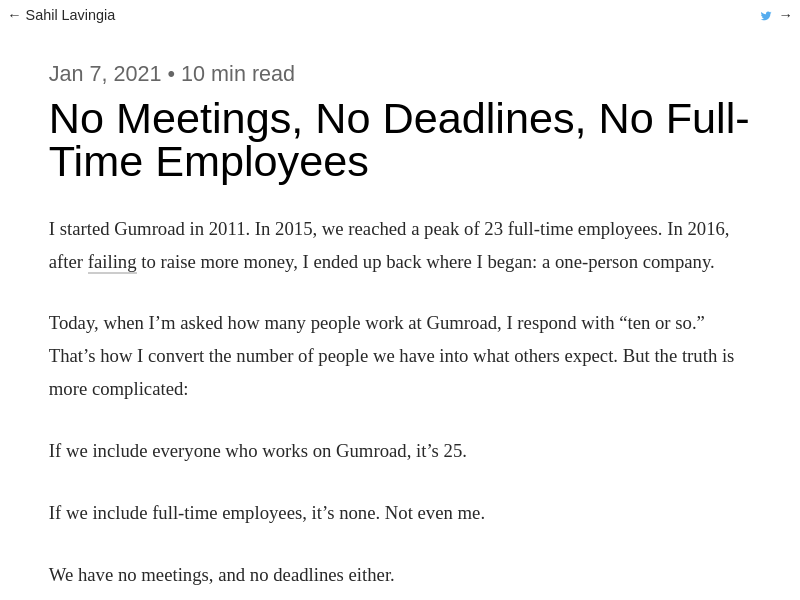 ← Sahil Lavingia
→
Jan 7, 2021 • 10 min read
No Meetings, No Deadlines, No Full-
Time Employees
I started Gumroad in 2011. In 2015, we reached a peak of 23 full-time employees. In 2016,
after failing to raise more money, I ended up back where I began: a one-person company.
Today, when I’m asked how many people work at Gumroad, I respond with “ten or so.”
That’s how I convert the number of people we have into what others expect. But the truth is
more complicated:
If we include everyone who works on Gumroad, it’s 25.
If we include full-time employees, it’s none. Not even me.
We have no meetings, and no deadlines either.